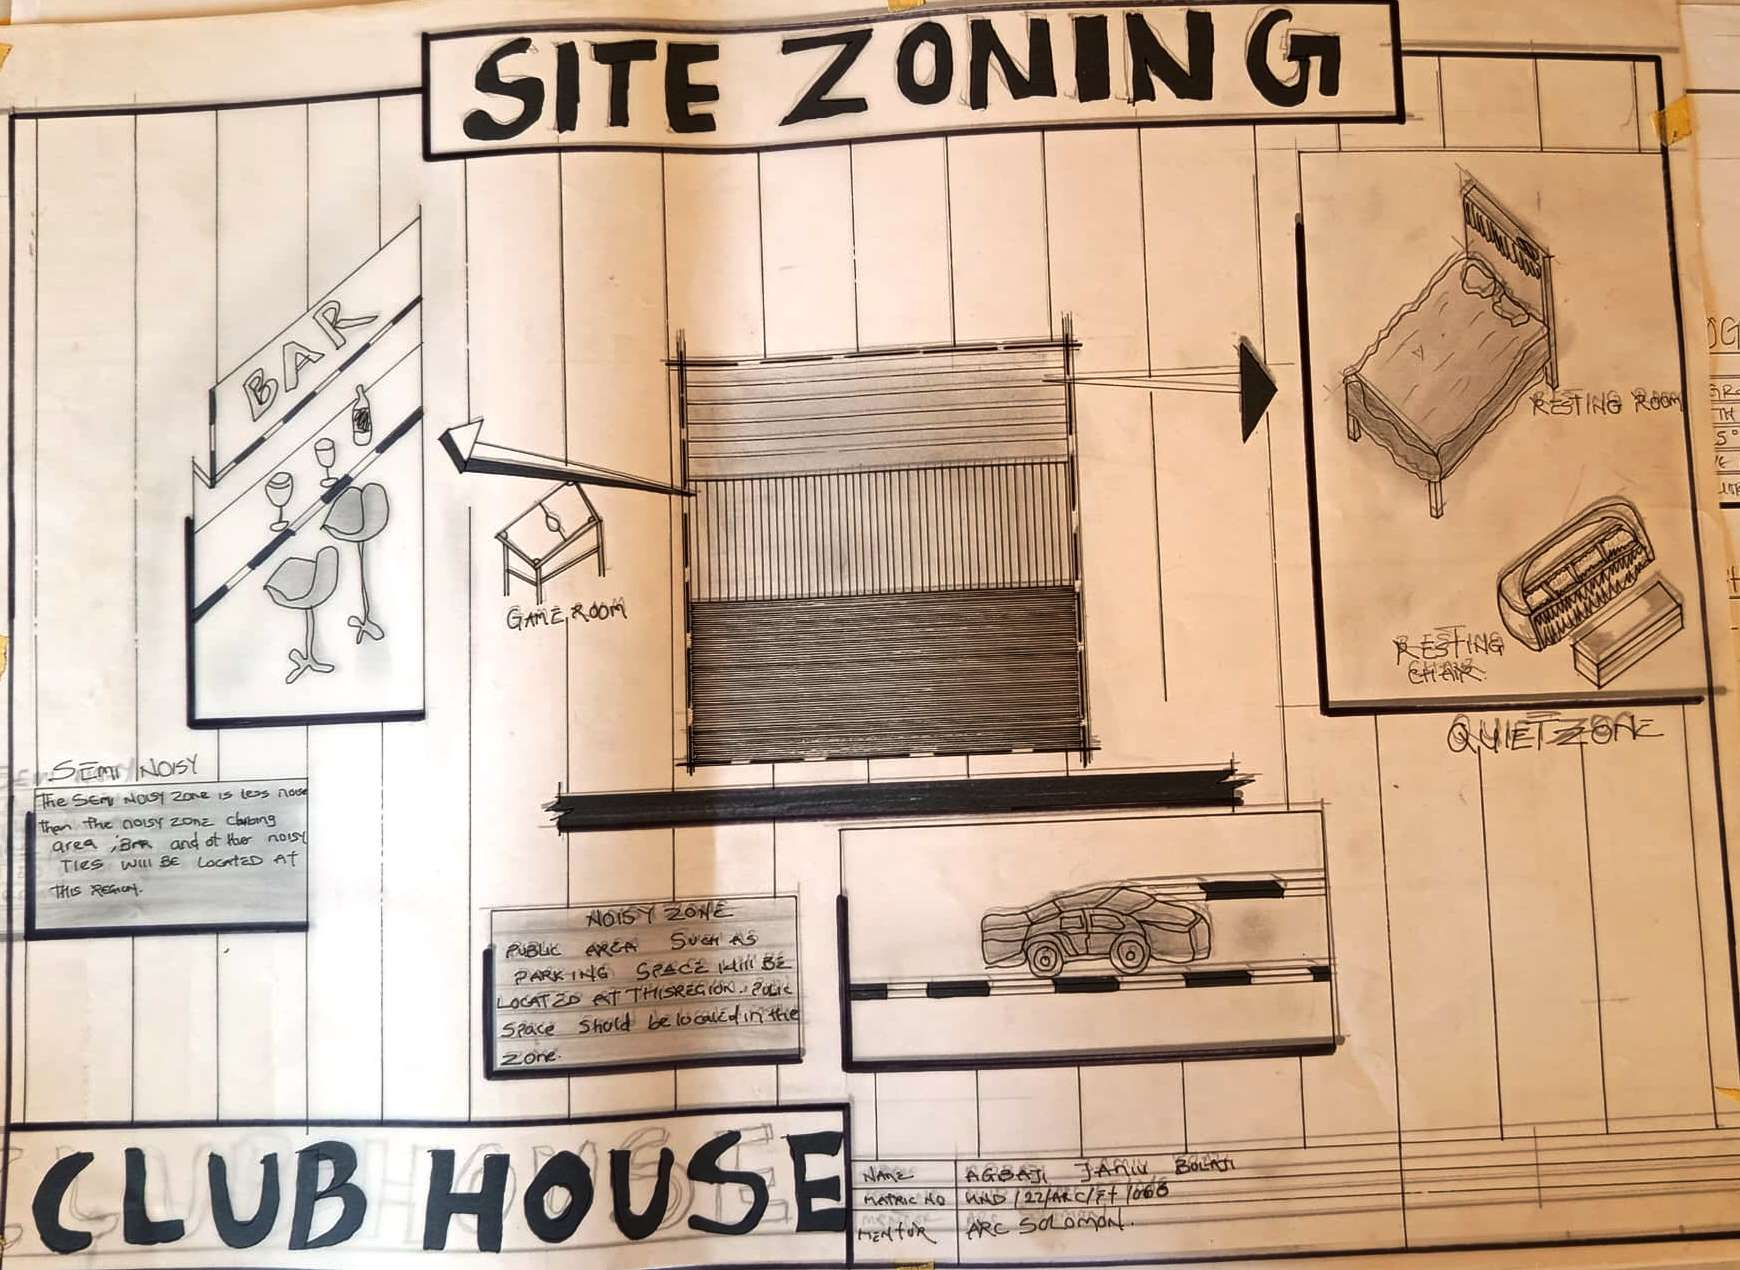 SITE ZONING
BAR
GAME ROOM
RESTING ROOM
RESTING
CHAIR.
QUIET ZONE
SEMI NOISY
The SEMI NOISY ZONE is less noise
than the noisy zone clubing
area , BAR and other noisy
TIES WIll BE LOCATED AT
THIS REGION.
NOISY ZONE
PUBLIC AREA SUCH AS
PARKING SPACE Will BE
LOCATED AT THIS REGION.
Space should be located in the
zone.
CLUB HOUSE
NAME AGBAJI JAMIU BOLAJI
MATRIC NO HND/22/ARC/FT/068
MENTOR ARC SOLOMON.